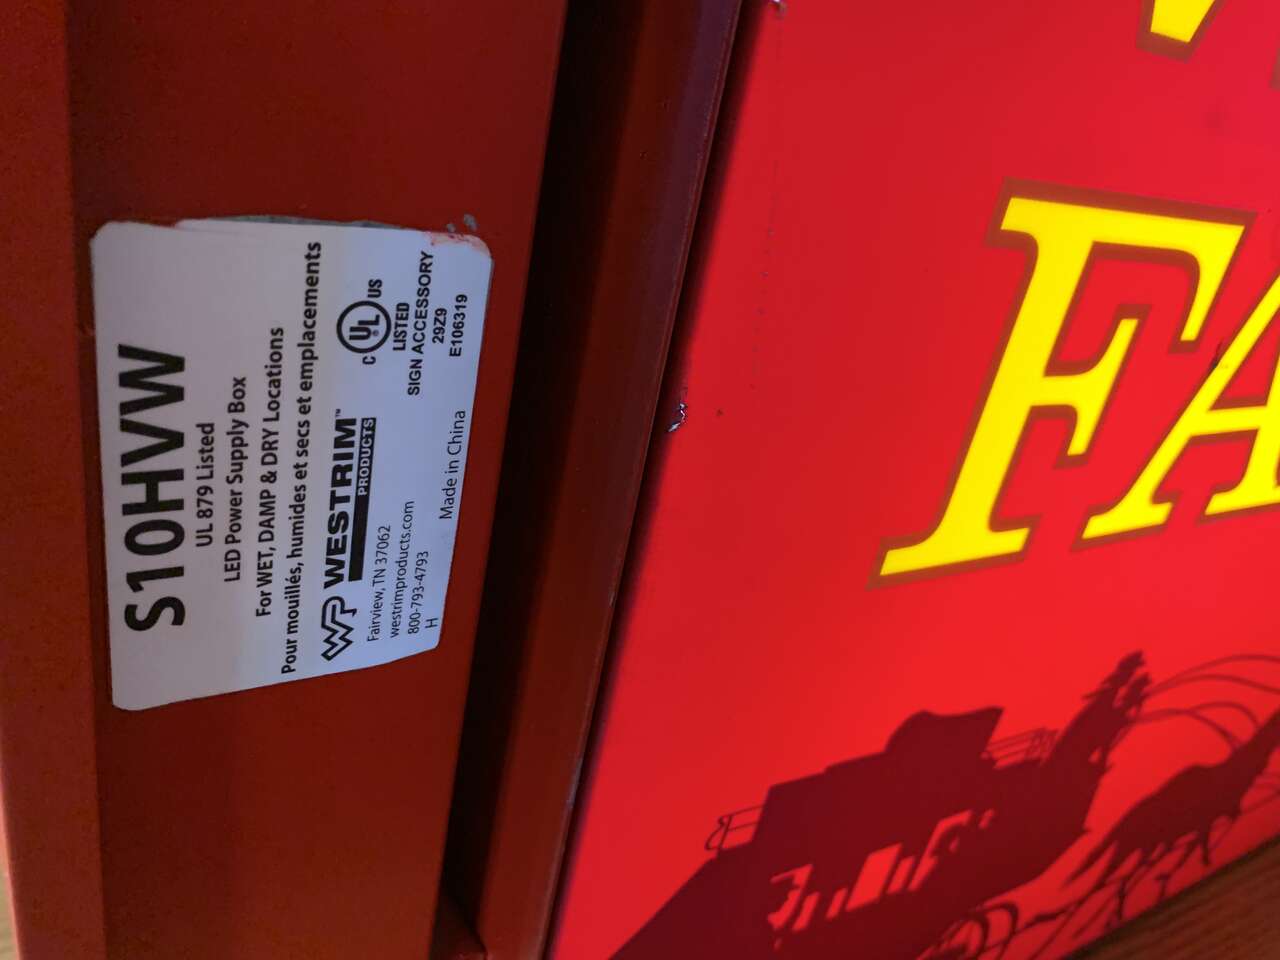 S10HVW
UL 879 Listed
LED Power Supply Box
For WET, DAMP & DRY Locations
Pour mouillés, humides et secs et emplacements
WP WESTRIM™
PRODUCTS
Fairview, TN 37062
westrimproducts.com
800-793-4793
H
Made in China
C UL US
LISTED
SIGN ACCESSORY
29Z9
E106319
FA